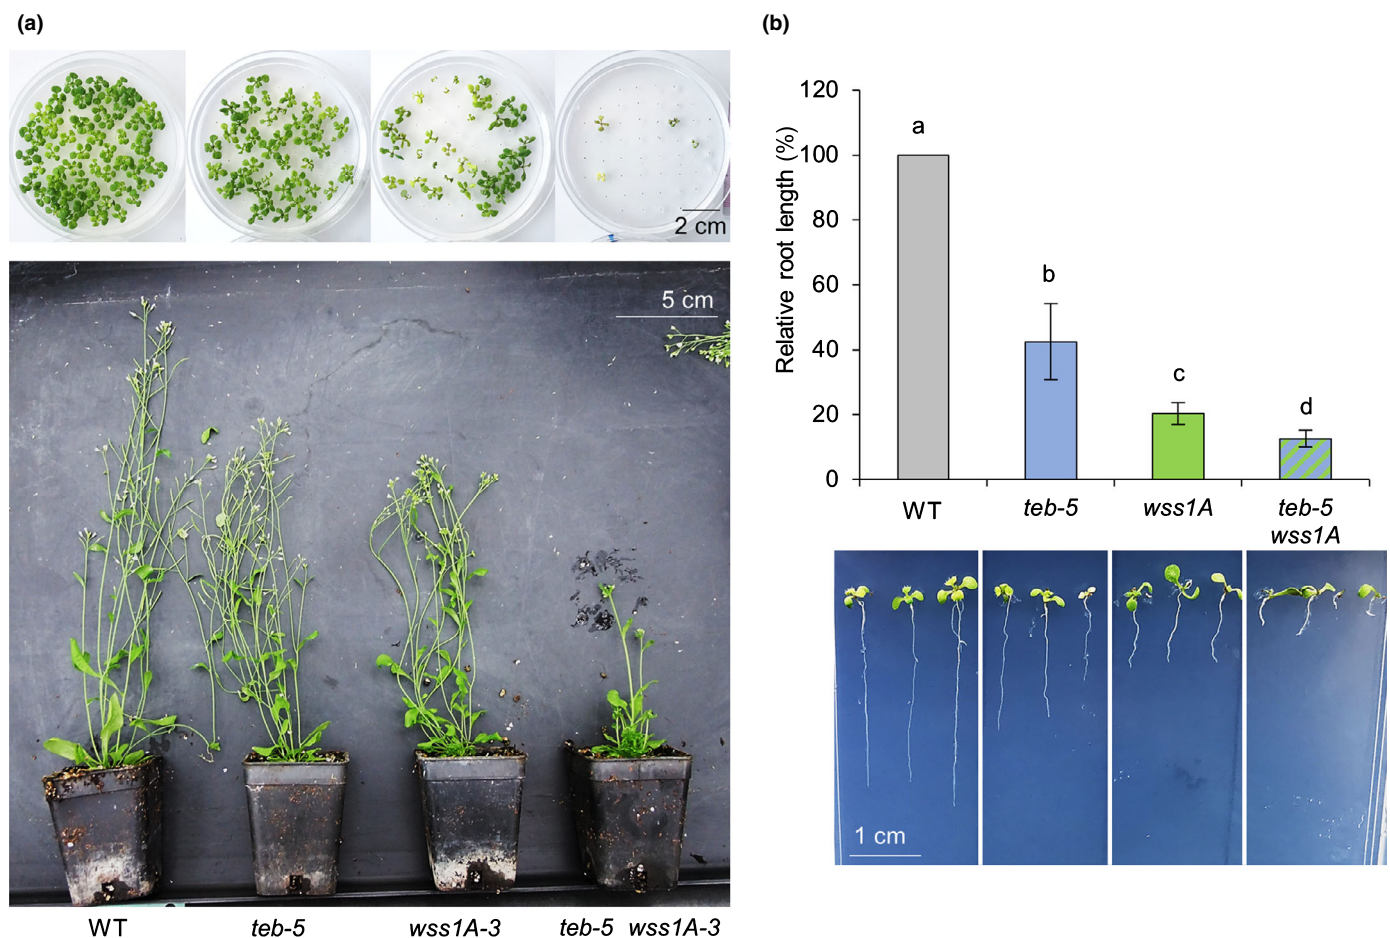 (a)
2 cm
5 cm
WT
teb-5
wss1A-3
teb-5 wss1A-3
(b)
Relative root length (%)
120
100
80
60
40
20
0
a
b
c
d
WT
teb-5
wss1A
teb-5
wss1A
1 cm